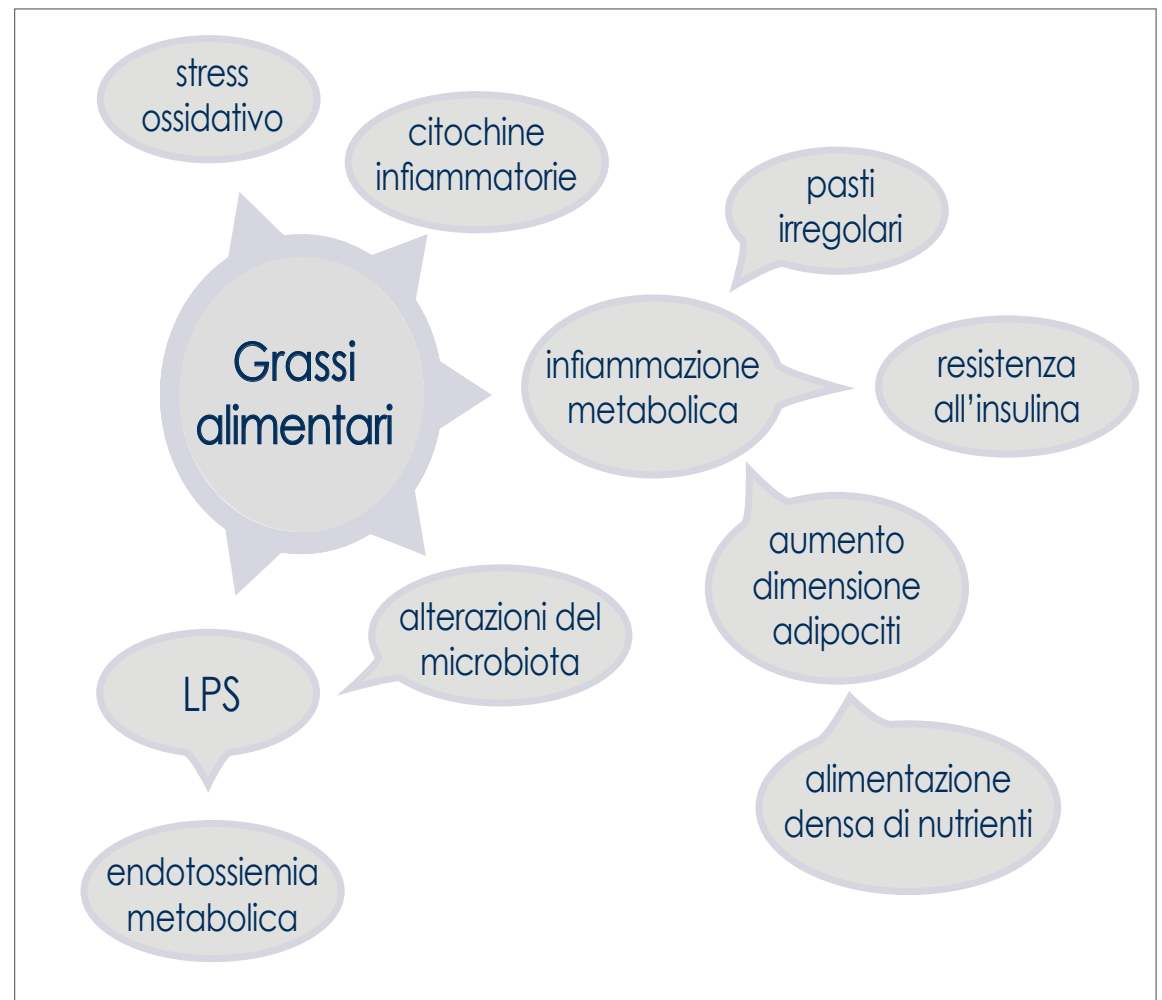 stress
ossidativo
citochine
infiammatorie
pasti
irregolari
Grassi
alimentari
infiammazione
metabolica
resistenza
all’insulina
aumento
dimensione
adipociti
alterazioni del
microbiota
LPS
alimentazione
densa di nutrienti
endotossiemia
metabolica